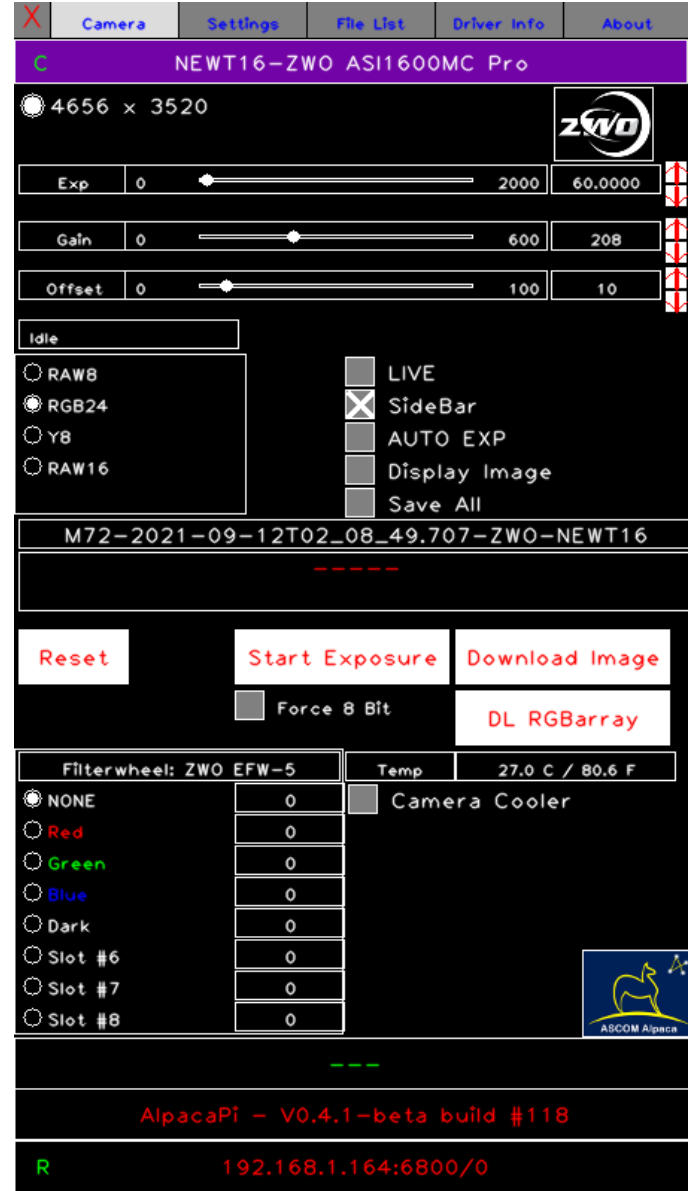 X Camera Settings File List Driver Info About
C NEWT16-ZWO ASI1600MC Pro
4656 x 3520
ZWO
Exp 0 2000 60.0000
Gain 0 600 208
Offset 0 100 10
Idle
RAW8
RGB24
Y8
RAW16
LIVE
SideBar
AUTO EXP
Display Image
Save All
M72-2021-09-12T02_08_49.707-ZWO-NEWT16
-----
Reset Start Exposure Download Image
Force 8 Bit
DL RGBarray
Filterwheel: ZWO EFW-5
Temp 27.0 C / 80.6 F
NONE 0
Red 0
Green 0
Blue 0
Dark 0
Slot #6 0
Slot #7 0
Slot #8 0
Camera Cooler
ASCOM Alpaca
---
AlpacaPi - V0.4.1-beta build #118
R 192.168.1.164:6800/0